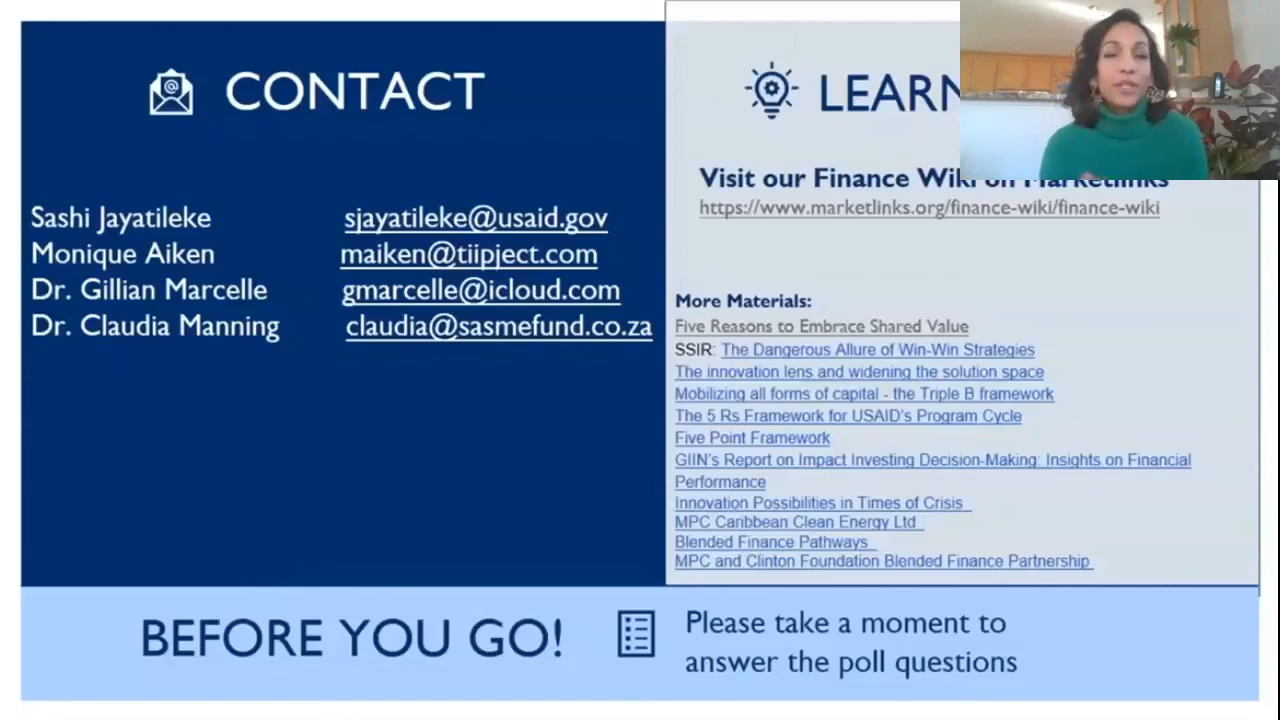 CONTACT
Sashi Jayatileke sjayatileke@usaid.gov
Monique Aiken maiken@tiipject.com
Dr. Gillian Marcelle gmarcelle@icloud.com
Dr. Claudia Manning claudia@sasmefund.co.za
LEARN
Visit our Finance Wiki on Marketlinks
https://www.marketlinks.org/finance-wiki/finance-wiki
More Materials:
Five Reasons to Embrace Shared Value
SSIR: The Dangerous Allure of Win-Win Strategies
The innovation lens and widening the solution space
Mobilizing all forms of capital - the Triple B framework
The 5 Rs Framework for USAID's Program Cycle
Five Point Framework
GIIN's Report on Impact Investing Decision-Making: Insights on Financial
Performance
Innovation Possibilities in Times of Crisis
MPC Caribbean Clean Energy Ltd
Blended Finance Pathways
MPC and Clinton Foundation Blended Finance Partnership
BEFORE YOU GO!
Please take a moment to
answer the poll questions